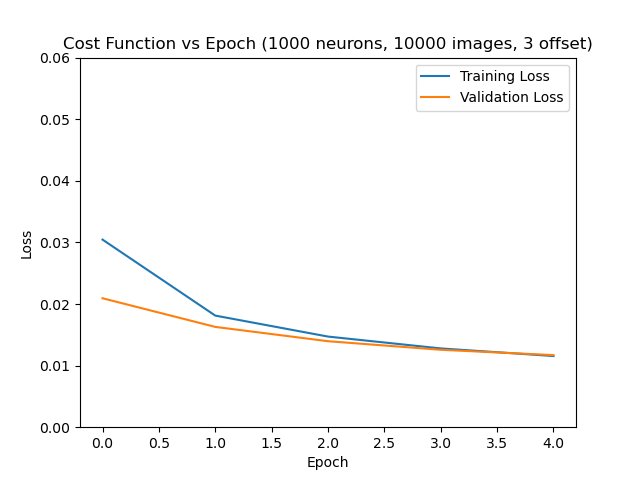 Cost Function vs Epoch (1000 neurons, 10000 images, 3 offset)
Training Loss
Validation Loss
0.06
0.05
0.04
0.03
0.02
0.01
0.00
Loss
0.0 0.5 1.0 1.5 2.0 2.5 3.0 3.5 4.0
Epoch